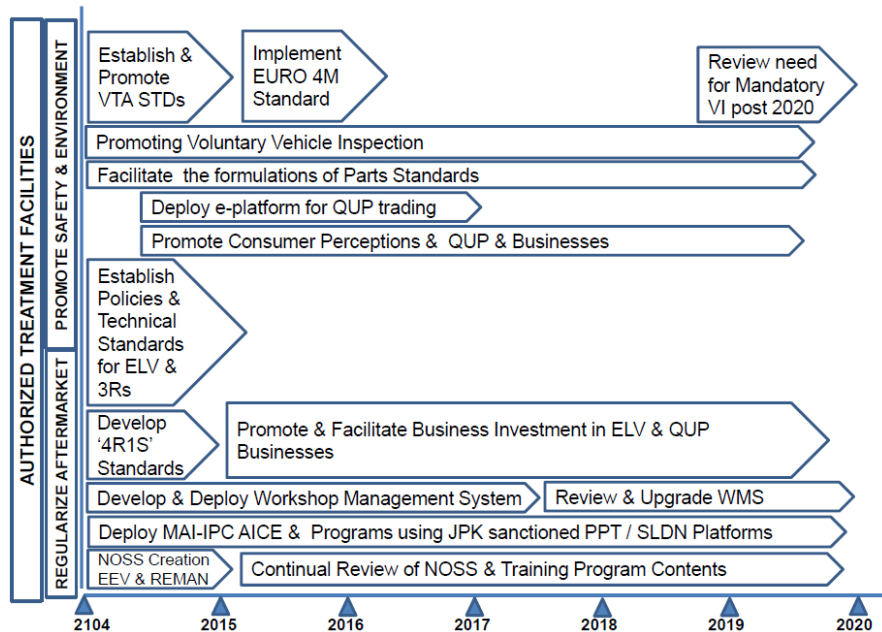 AUTHORIZED TREATMENT FACILITIES
PROMOTE SAFETY & ENVIRONMENT
REGULARIZE AFTERMARKET
Establish &
Promote
VTA STDs
Implement
EURO 4M
Standard
Review need
for Mandatory
VI post 2020
Promoting Voluntary Vehicle Inspection
Facilitate the formulations of Parts Standards
Deploy e-platform for QUP trading
Promote Consumer Perceptions & QUP & Businesses
Establish
Policies &
Technical
Standards
for ELV &
3Rs
Develop
‘4R1S’
Standards
Promote & Facilitate Business Investment in ELV & QUP
Businesses
Develop & Deploy Workshop Management System
Review & Upgrade WMS
Deploy MAI-IPC AICE & Programs using JPK sanctioned PPT / SLDN Platforms
NOSS Creation
EEV & REMAN
Continual Review of NOSS & Training Program Contents
2104
2015
2016
2017
2018
2019
2020